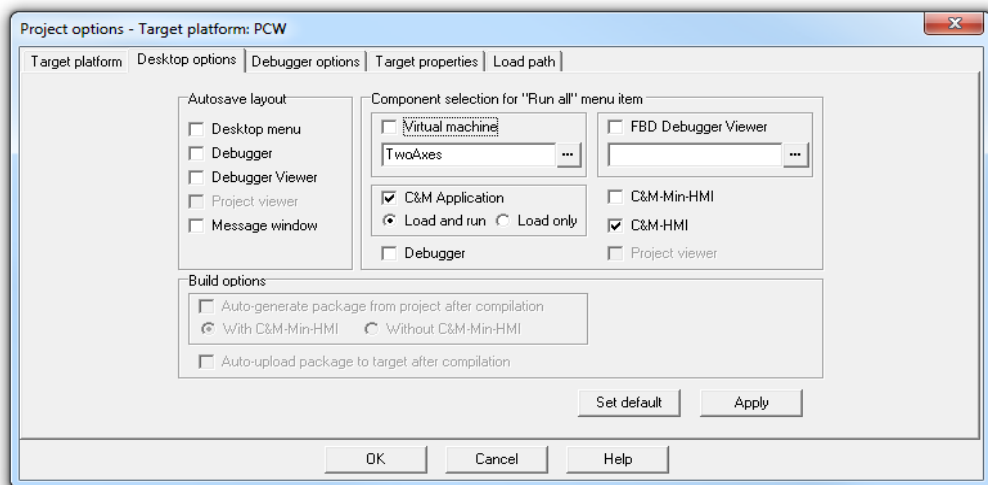 Project options - Target platform: PCW
Target platform
Desktop options
Debugger options
Target properties
Load path
Autosave layout
Desktop menu
Debugger
Debugger Viewer
Project viewer
Message window
Component selection for "Run all" menu item
Virtual machine
TwoAxes
...
FBD Debugger Viewer
...
C&M Application
Load and run
Load only
Debugger
C&M-Min-HMI
C&M-HMI
Project viewer
Build options
Auto-generate package from project after compilation
With C&M-Min-HMI
Without C&M-Min-HMI
Auto-upload package to target after compilation
Set default
Apply
OK
Cancel
Help